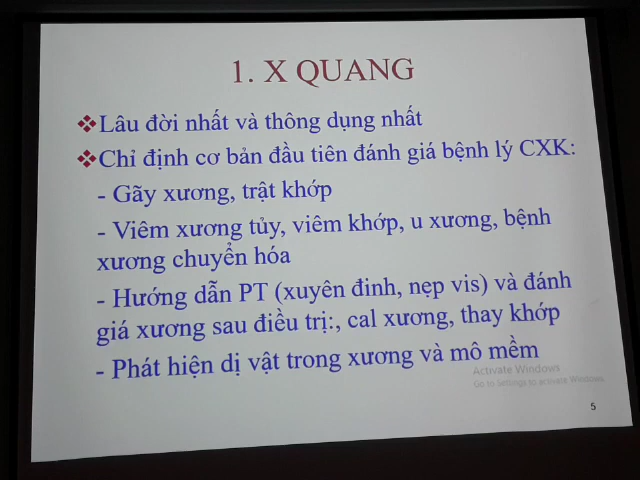 1. X QUANG
❖Lâu đời nhất và thông dụng nhất
❖Chỉ định cơ bản đầu tiên đánh giá bệnh lý CXK:
- Gãy xương, trật khớp
- Viêm xương tủy, viêm khớp, u xương, bệnh
xương chuyển hóa
- Hướng dẫn PT (xuyên đinh, nẹp vis) và đánh
giá xương sau điều trị:, cal xương, thay khớp
- Phát hiện dị vật trong xương và mô mềm
Activate Windows
Go to Settings to activate Windows.
5